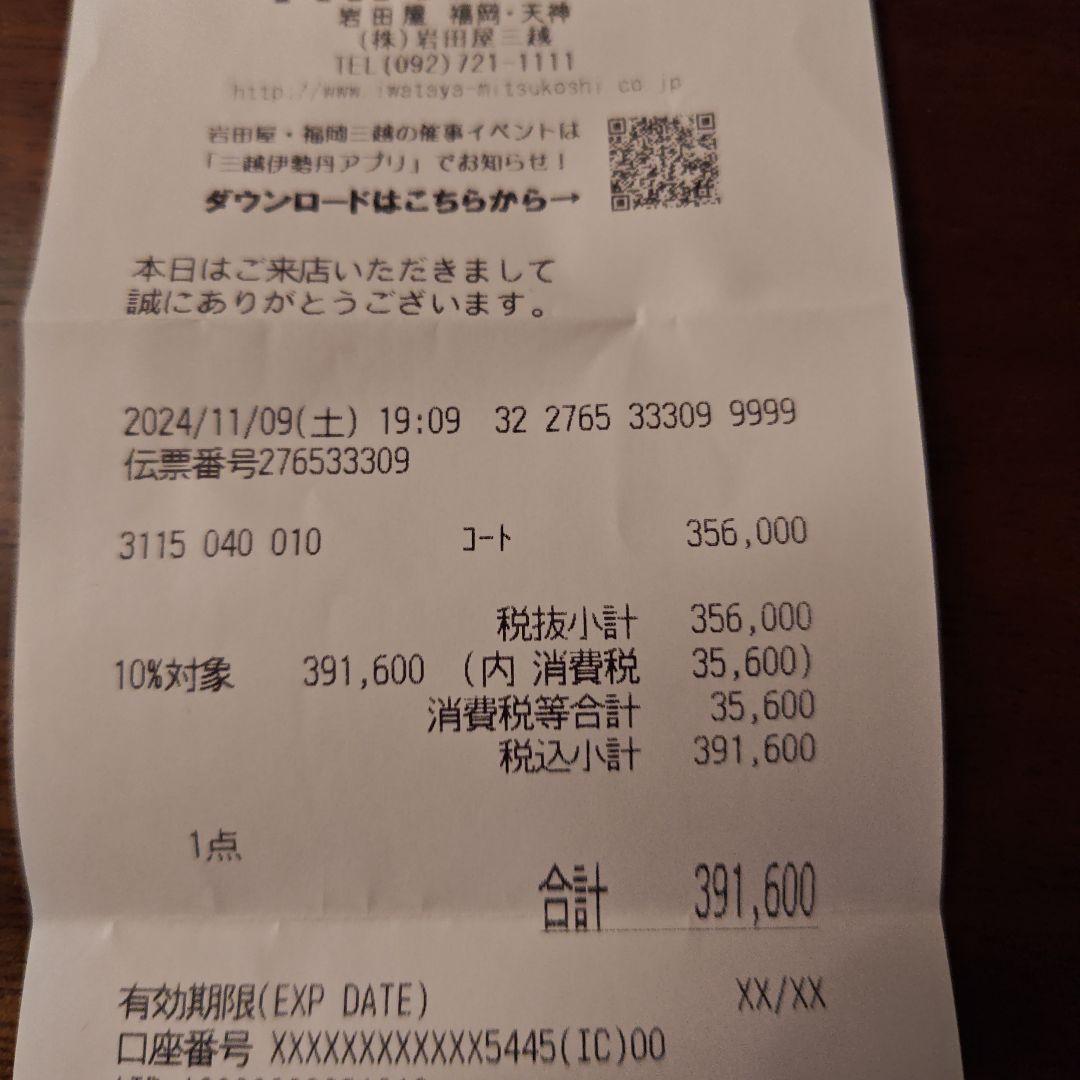 岩田屋 福岡・天神
(株)岩田屋三越
TEL(092)721-1111
http://www.iwataya-mitsukoshi.co.jp
岩田屋・福岡三越の催事イベントは
「三越伊勢丹アプリ」でお知らせ!
ダウンロードはこちらから→
本日はご来店いただきまして
誠にありがとうございます。
2024/11/09(土) 19:09 32 2765 33309 9999
伝票番号276533309
3115 040 010 コート 356,000
税抜小計 356,000
10%対象 391,600 (内 消費税 35,600)
消費税等合計 35,600
税込小計 391,600
1点
合計 391,600
有効期限(EXP DATE) XX/XX
口座番号 XXXXXXXXXXXX5445(IC)00